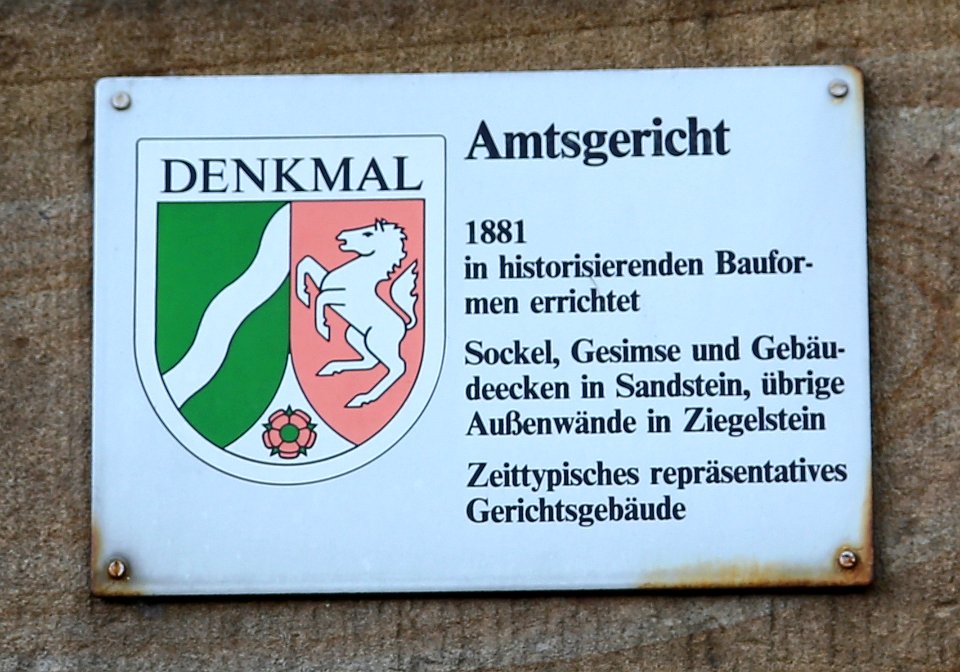 DENKMAL
Amtsgericht
1881
in historisierenden Baufor-
men errichtet
Sockel, Gesimse und Gebäu-
deecken in Sandstein, übrige
Außenwände in Ziegelstein
Zeittypisches repräsentatives
Gerichtsgebäude